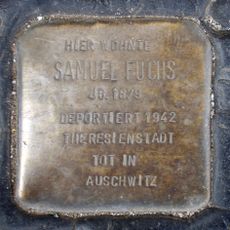 HIER WOHNTE
SAMUEL FUCHS
JG. 1879
DEPORTIERT 1942
THERESIENSTADT
TOT IN
AUSCHWITZ